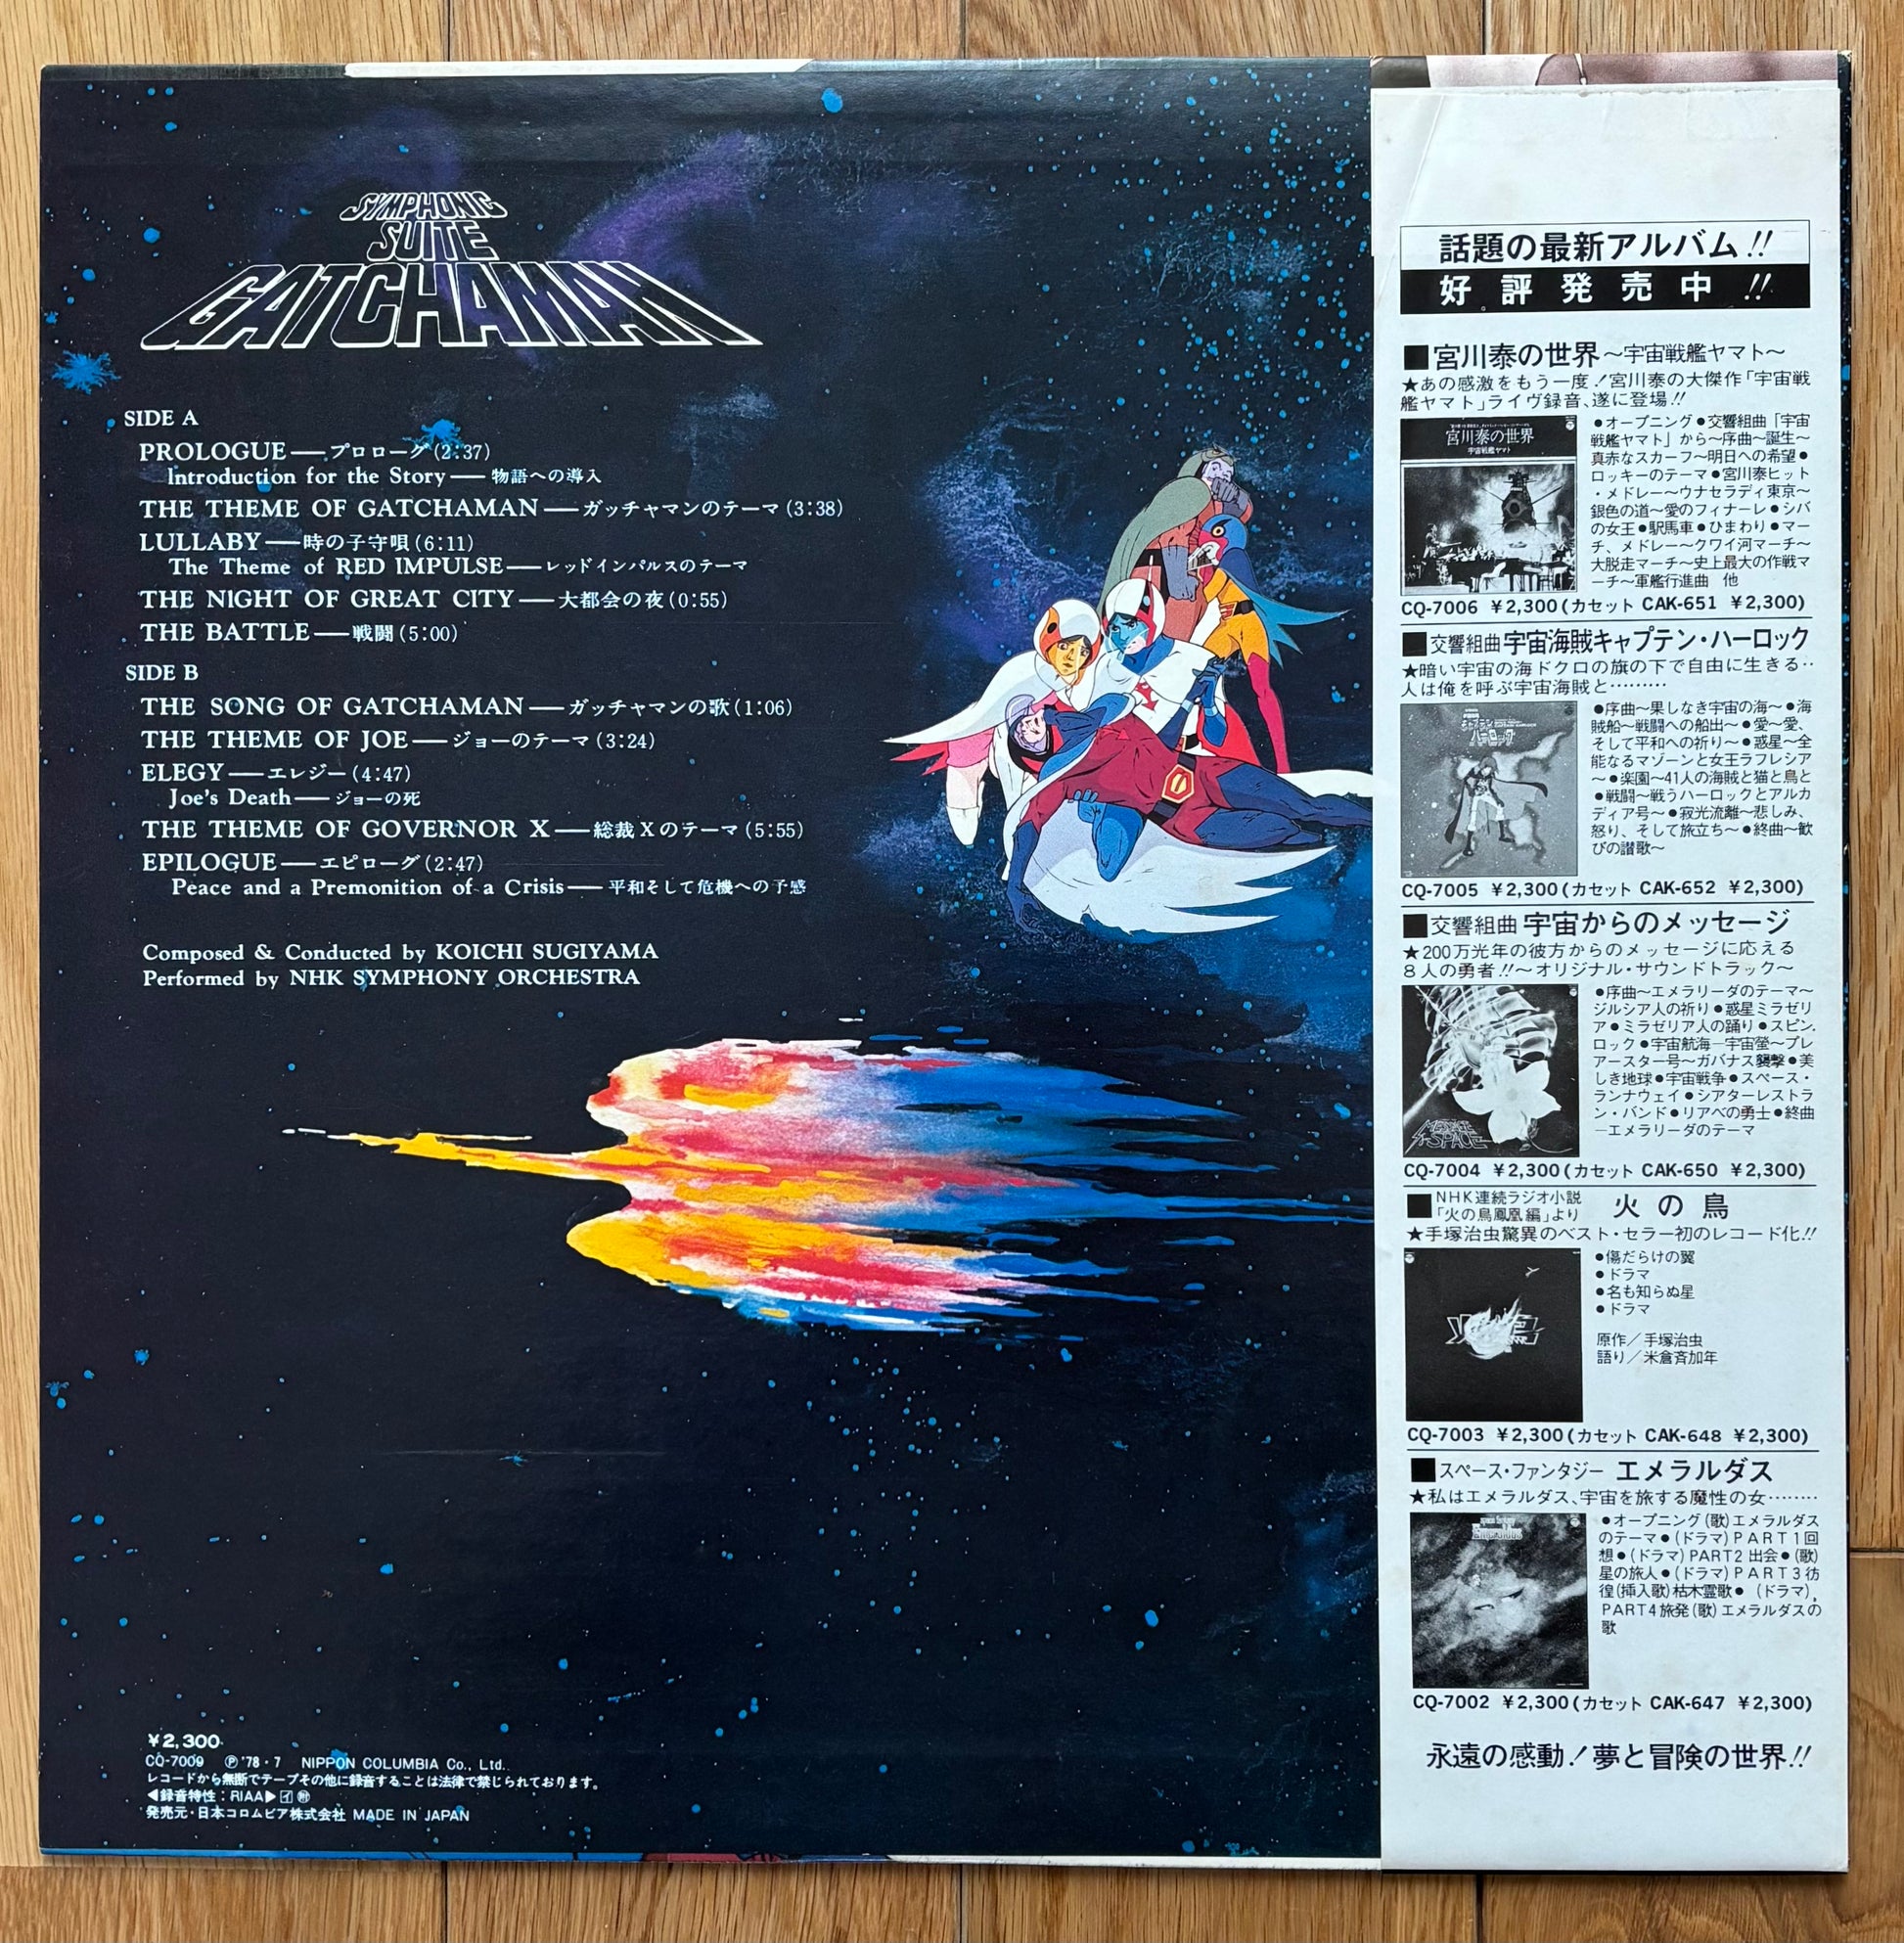 SYMPHONIC
SUITE
GATCHAMAN
SIDE A
PROLOGUE──プロローグ(2:37)
Introduction for the Story──物語への導入
THE THEME OF GATCHAMAN──ガッチャマンのテーマ(3:38)
LULLABY──時の子守唄(6:11)
The Theme of RED IMPULSE──レッドインパルスのテーマ
THE NIGHT OF GREAT CITY──大都会の夜(0:55)
THE BATTLE──戦闘(5:00)
SIDE B
THE SONG OF GATCHAMAN──ガッチャマンの歌(1:06)
THE THEME OF JOE──ジョーのテーマ(3:24)
ELEGY──エレジー(4:47)
Joe's Death──ジョーの死
THE THEME OF GOVERNOR X──総裁Xのテーマ(5:55)
EPILOGUE──エピローグ(2:47)
Peace and a Premonition of a Crisis──平和そして危機への予感
Composed & Conducted by KOICHI SUGIYAMA
Performed by NHK SYMPHONY ORCHESTRA
¥2,300
CQ-7009 Ⓟ'78・7 NIPPON COLUMBIA Co., Ltd.
レコードから無断でテープその他に録音することは法律で禁じられております。
◀録音特性：RIAA▶
発売元・日本コロムビア株式会社 MADE IN JAPAN
話題の最新アルバム!!
好評発売中!!
■宮川泰の世界～宇宙戦艦ヤマト～
★あの感激をもう一度！宮川泰の大傑作「宇宙戦
艦ヤマト」ライヴ録音、遂に登場!!
宮川泰の世界
宇宙戦艦ヤマト
●オープニング●交響組曲「宇宙
戦艦ヤマト」から～序曲～誕生～
真赤なスカーフ～明日への希望●
ロッキーのテーマ●宮川泰ヒット
・メドレー～ウナセラディ東京～
銀色の道～愛のフィナーレ●シバ
の女王●駅馬車●ひまわり●マー
チ、メドレー～クワイ河マーチ～
大脱走マーチ～史上最大の作戦マ
ーチ～軍艦行進曲 他
CQ-7006 ¥2,300(カセット CAK-651 ¥2,300)
■交響組曲 宇宙海賊キャプテン・ハーロック
★暗い宇宙の海ドクロの旗の下で自由に生きる‥
人は俺を呼ぶ宇宙海賊と………
キャプテン
ハーロック
●序曲～果しなき宇宙の海～●海
賊船～戦闘への船出～●愛～愛、
そして平和への祈り～●惑星～全
能なるマゾーンと女王ラフレシア
～●楽園～41人の海賊と猫と鳥と
●戦闘～戦うハーロックとアルカ
ディア号～●寂光流離～悲しみ、
怒り、そして旅立ち～●終曲～歓
びの讃歌～
CQ-7005 ¥2,300(カセット CAK-652 ¥2,300)
■交響組曲 宇宙からのメッセージ
★200万光年の彼方からのメッセージに応える
8人の勇者!!～オリジナル・サウンドトラック～
●序曲～エメラリーダのテーマ～
ジルシア人の祈り●惑星ミラゼリ
ア●ミラゼリア人の踊り●スピン.
ロック●宇宙航海―宇宙螢～プレ
アースター号～ガバナス襲撃●美
しき地球●宇宙戦争●スペース・
ランナウェイ●シアターレストラ
ン・バンド●リアベの勇士●終曲
―エメラリーダのテーマ
CQ-7004 ¥2,300(カセット CAK-650 ¥2,300)
■NHK連続ラジオ小説
「火の鳥鳳凰編」より 火の鳥
★手塚治虫驚異のベスト・セラー初のレコード化!!
●傷だらけの翼
●ドラマ
●名も知らぬ星
●ドラマ
原作／手塚治虫
語り／米倉斉加年
CQ-7003 ¥2,300(カセット CAK-648 ¥2,300)
■スペース・ファンタジー エメラルダス
★私はエメラルダス、宇宙を旅する魔性の女………
●オープニング(歌)エメラルダス
のテーマ●(ドラマ)PART1回
想●(ドラマ)PART2 出会●(歌)
星の旅人●(ドラマ)PART3彷
徨(挿入歌)枯木霊歌●(ドラマ),
PART4旅発(歌)エメラルダスの
歌
CQ-7002 ¥2,300(カセット CAK-647 ¥2,300)
永遠の感動！夢と冒険の世界!!